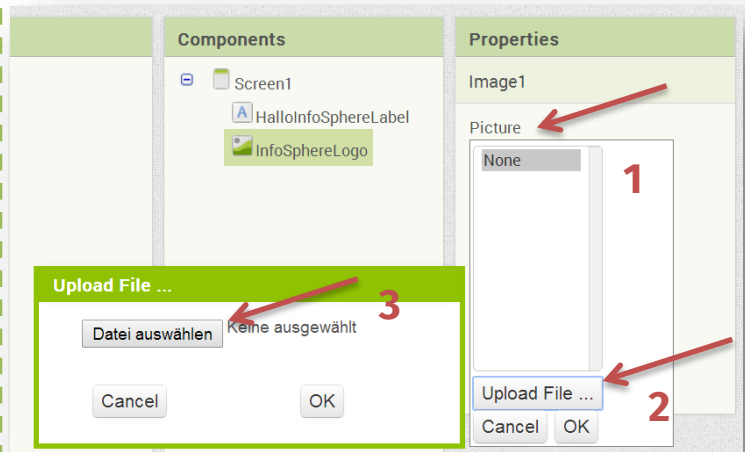 Components
Screen1
HalloInfoSphereLabel
InfoSphereLogo
Properties
Image1
Picture
None
1
Upload File ...
2
Cancel OK
Upload File ...
3
Datei auswählen Keine ausgewählt
Cancel OK